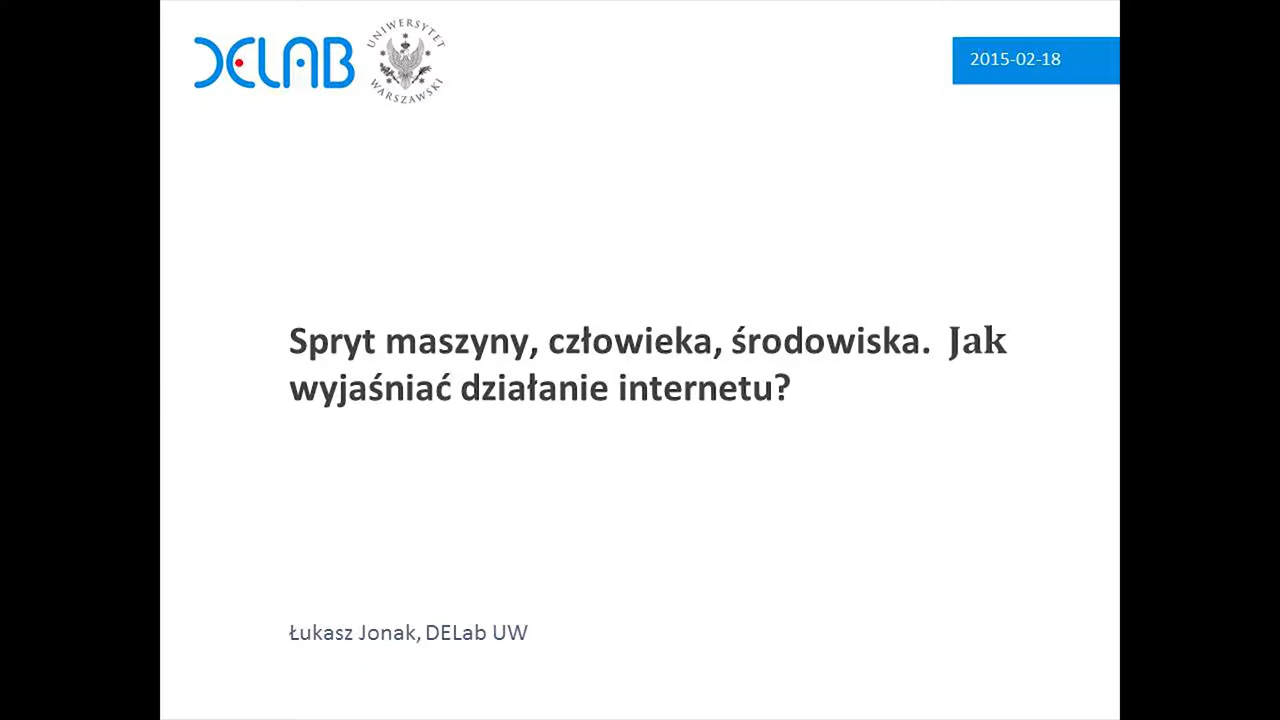 DELAB
UNIWERSYTET
WARSZAWSKI
2015-02-18
Spryt maszyny, człowieka, środowiska. Jak
wyjaśniać działanie internetu?
Łukasz Jonak, DELab UW